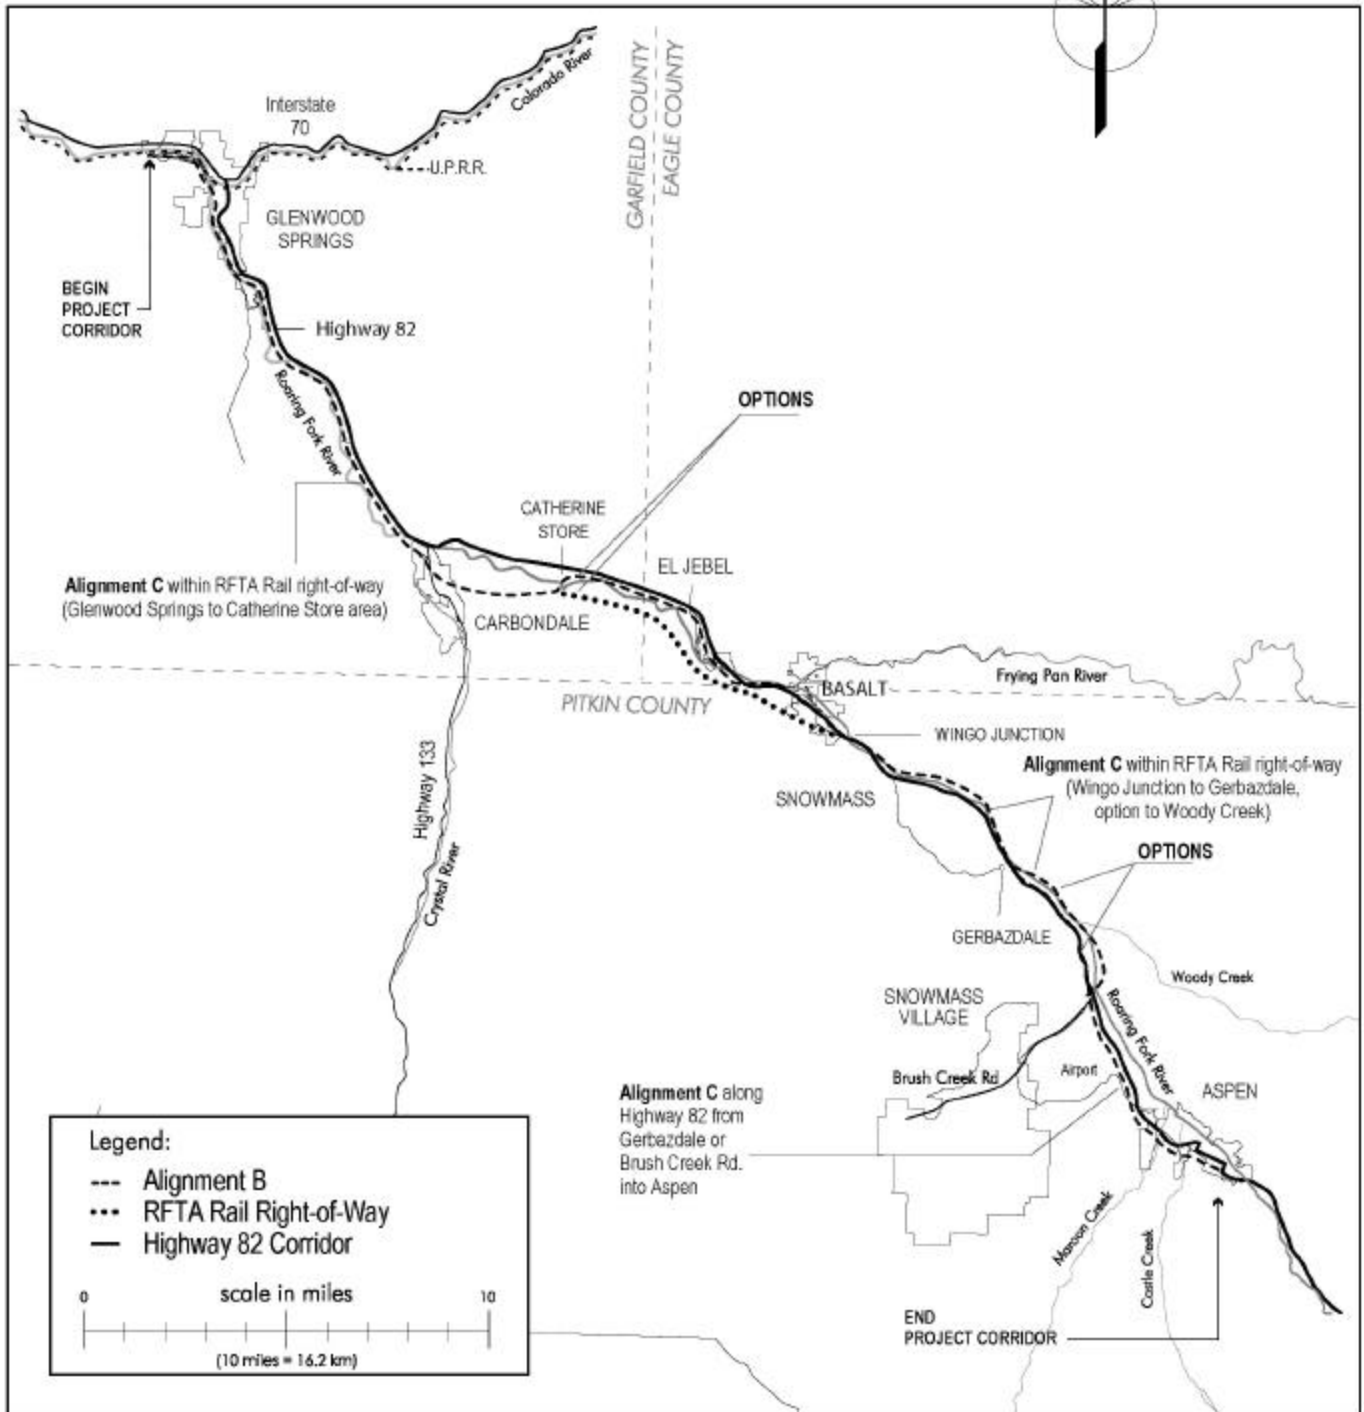 Interstate
70
Colorado River
GARFIELD COUNTY
EAGLE COUNTY
U.P.R.R.
GLENWOOD
SPRINGS
BEGIN
PROJECT
CORRIDOR
Highway 82
Roaring Fork River
OPTIONS
CATHERINE
STORE
EL JEBEL
Alignment C within RFTA Rail right-of-way
(Glenwood Springs to Catherine Store area)
CARBONDALE
PITKIN COUNTY
BASALT
Frying Pan River
WINGO JUNCTION
Alignment C within RFTA Rail right-of-way
(Wingo Junction to Gerbazdale,
option to Woody Creek)
SNOWMASS
Highway 133
Crystal River
OPTIONS
GERBAZDALE
Woody Creek
SNOWMASS
VILLAGE
Roaring Fork River
Brush Creek Rd
Airport
ASPEN
Alignment C along
Highway 82 from
Gerbazdale or
Brush Creek Rd.
into Aspen
Maroon Creek
Castle Creek
END
PROJECT CORRIDOR
Legend:
Alignment B
RFTA Rail Right-of-Way
Highway 82 Corridor
scale in miles
0 10
(10 miles = 16.2 km)